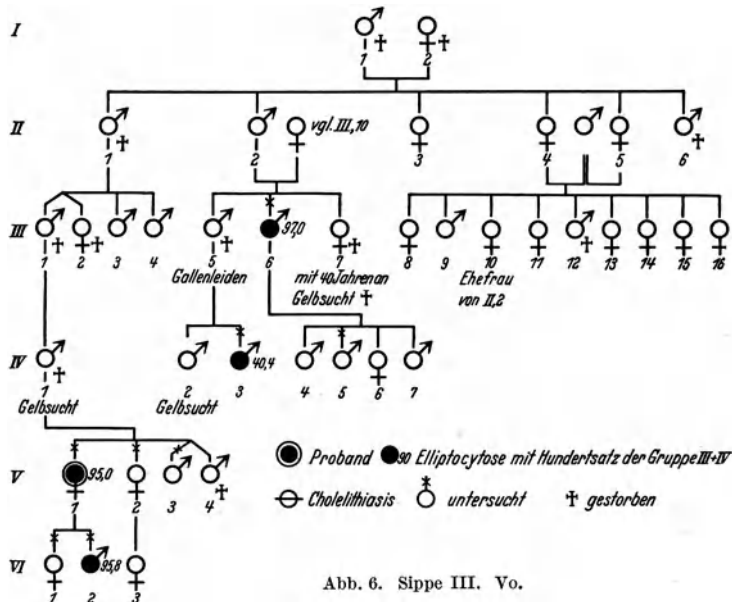 I
1 † 2 †
II
1 † 2 vgl. III, 10 3 4 5 6 †
III
1 † 2 † 3 4 5 † 6 97,0 7 † 8 9 10 11 12 † 13 14 15 16
Gallenleiden mit 40 Jahren an Gelbsucht † Ehefrau von II, 2
IV
1 † 2 3 40,4 4 5 6 7
Gelbsucht Gelbsucht
Proband 90 Elliptocytose mit Hundertsatz der Gruppe III+IV
V
1 95,0 2 3 4 †
Cholelithiasis untersucht † gestorben
VI
1 2 95,8 3
Abb. 6. Sippe III. Vo.